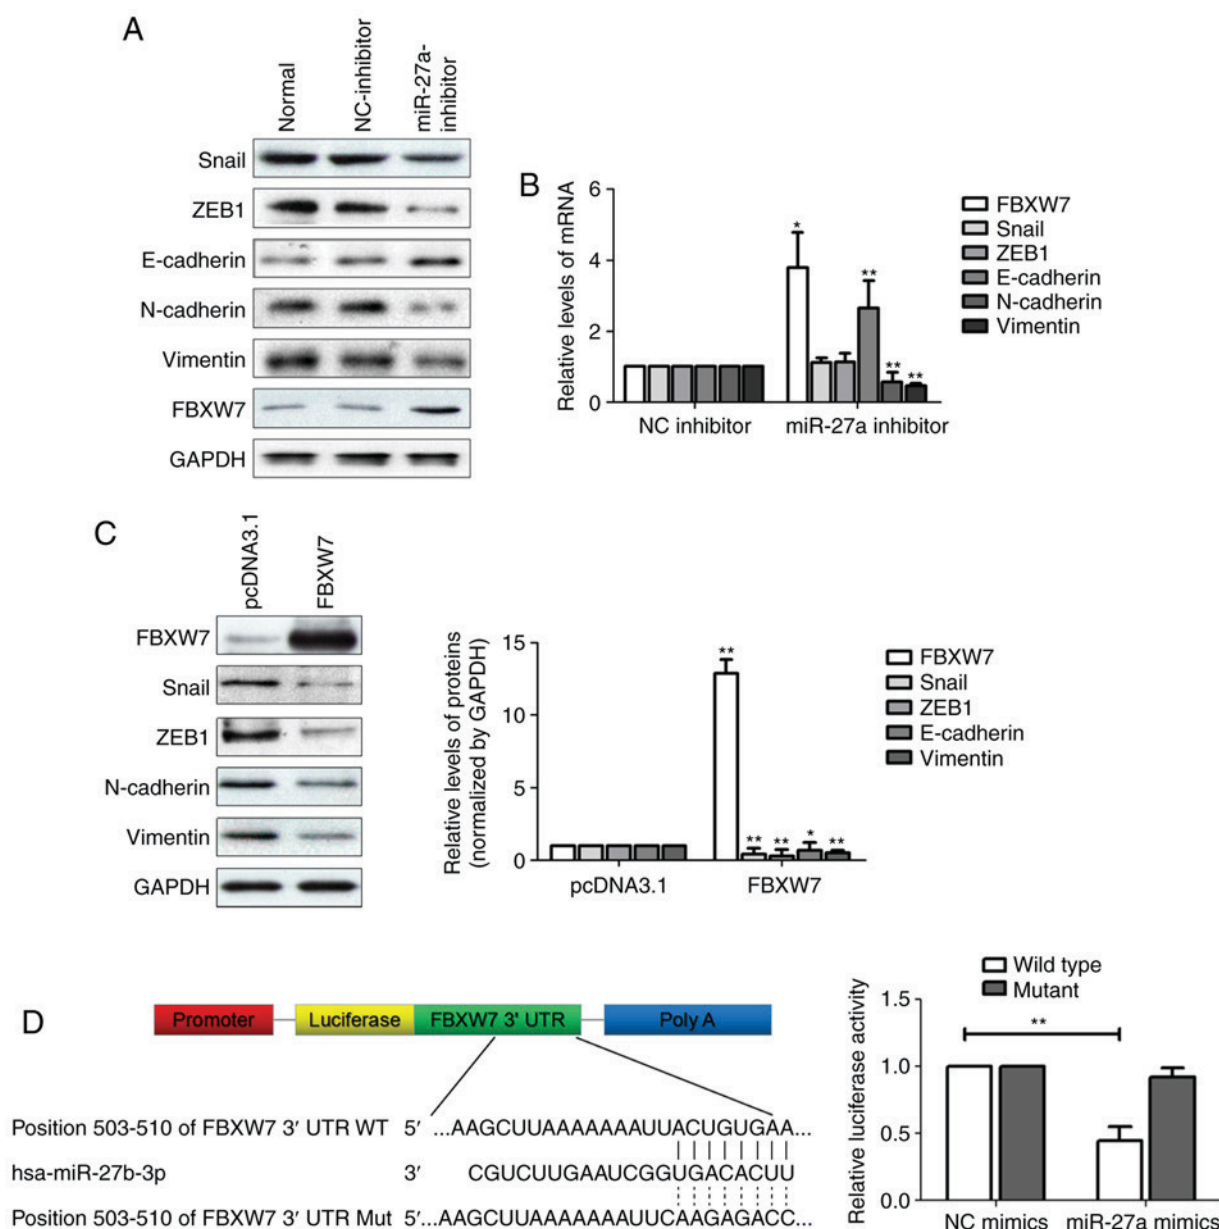 A
Normal
NC-inhibitor
miR-27a-
inhibitor
Snail
ZEB1
E-cadherin
N-cadherin
Vimentin
FBXW7
GAPDH
B
Relative levels of mRNA
6
4
2
0
*
**
**
**
NC inhibitor
miR-27a inhibitor
FBXW7
Snail
ZEB1
E-cadherin
N-cadherin
Vimentin
C
pcDNA3.1
FBXW7
FBXW7
Snail
ZEB1
N-cadherin
Vimentin
GAPDH
Relative levels of proteins
(normalized by GAPDH)
15
10
5
0
**
**
**
*
**
pcDNA3.1
FBXW7
FBXW7
Snail
ZEB1
E-cadherin
Vimentin
D
Promoter
Luciferase
FBXW7 3' UTR
Poly A
Position 503-510 of FBXW7 3′ UTR WT 5′ ...AAGCUUAAAAAAAUUACUGUGAA...
hsa-miR-27b-3p 3′ CGUCUUGAAUCGGUGACACUU
Position 503-510 of FBXW7 3′ UTR Mut 5′...AAGCUUAAAAAAAUUCAAGAGACC...
Wild type
Mutant
Relative luciferase activity
1.5
1.0
0.5
0.0
**
NC mimics
miR-27a mimics